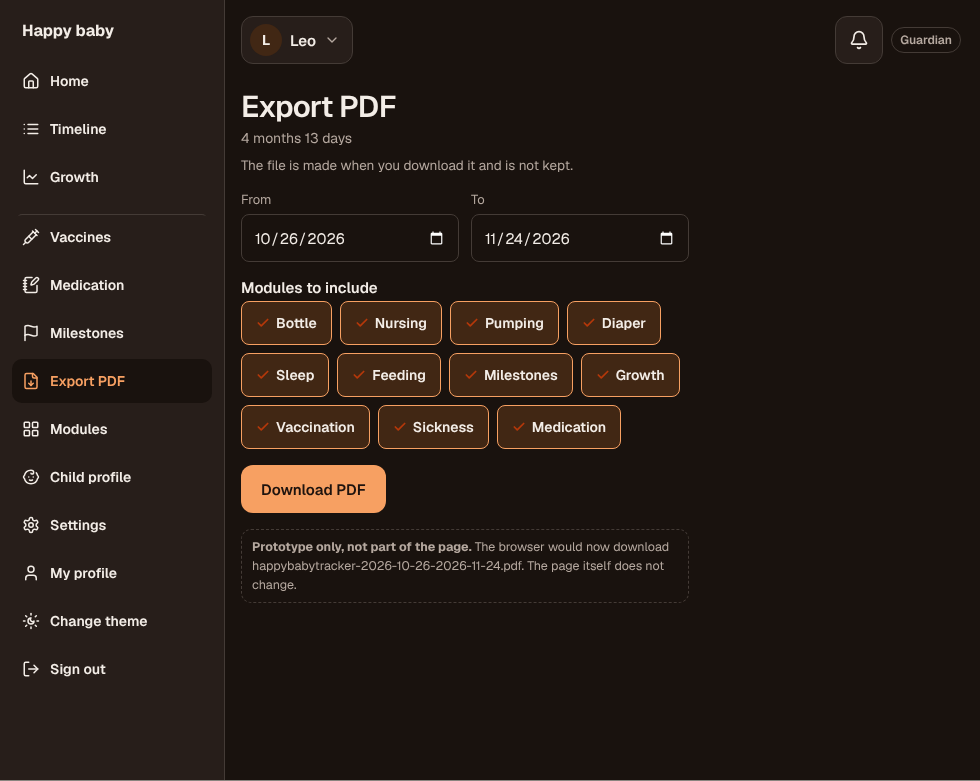 Happy baby
Home
Timeline
Growth
Vaccines
Medication
Milestones
Export PDF
Modules
Child profile
Settings
My profile
Change theme
Sign out
L Leo
Guardian
Export PDF
4 months 13 days
The file is made when you download it and is not kept.
From To
10/26/2026 11/24/2026
Modules to include
Bottle Nursing Pumping Diaper
Sleep Feeding Milestones Growth
Vaccination Sickness Medication
Download PDF
Prototype only, not part of the page. The browser would now download
happybabytracker-2026-10-26-2026-11-24.pdf. The page itself does not
change.